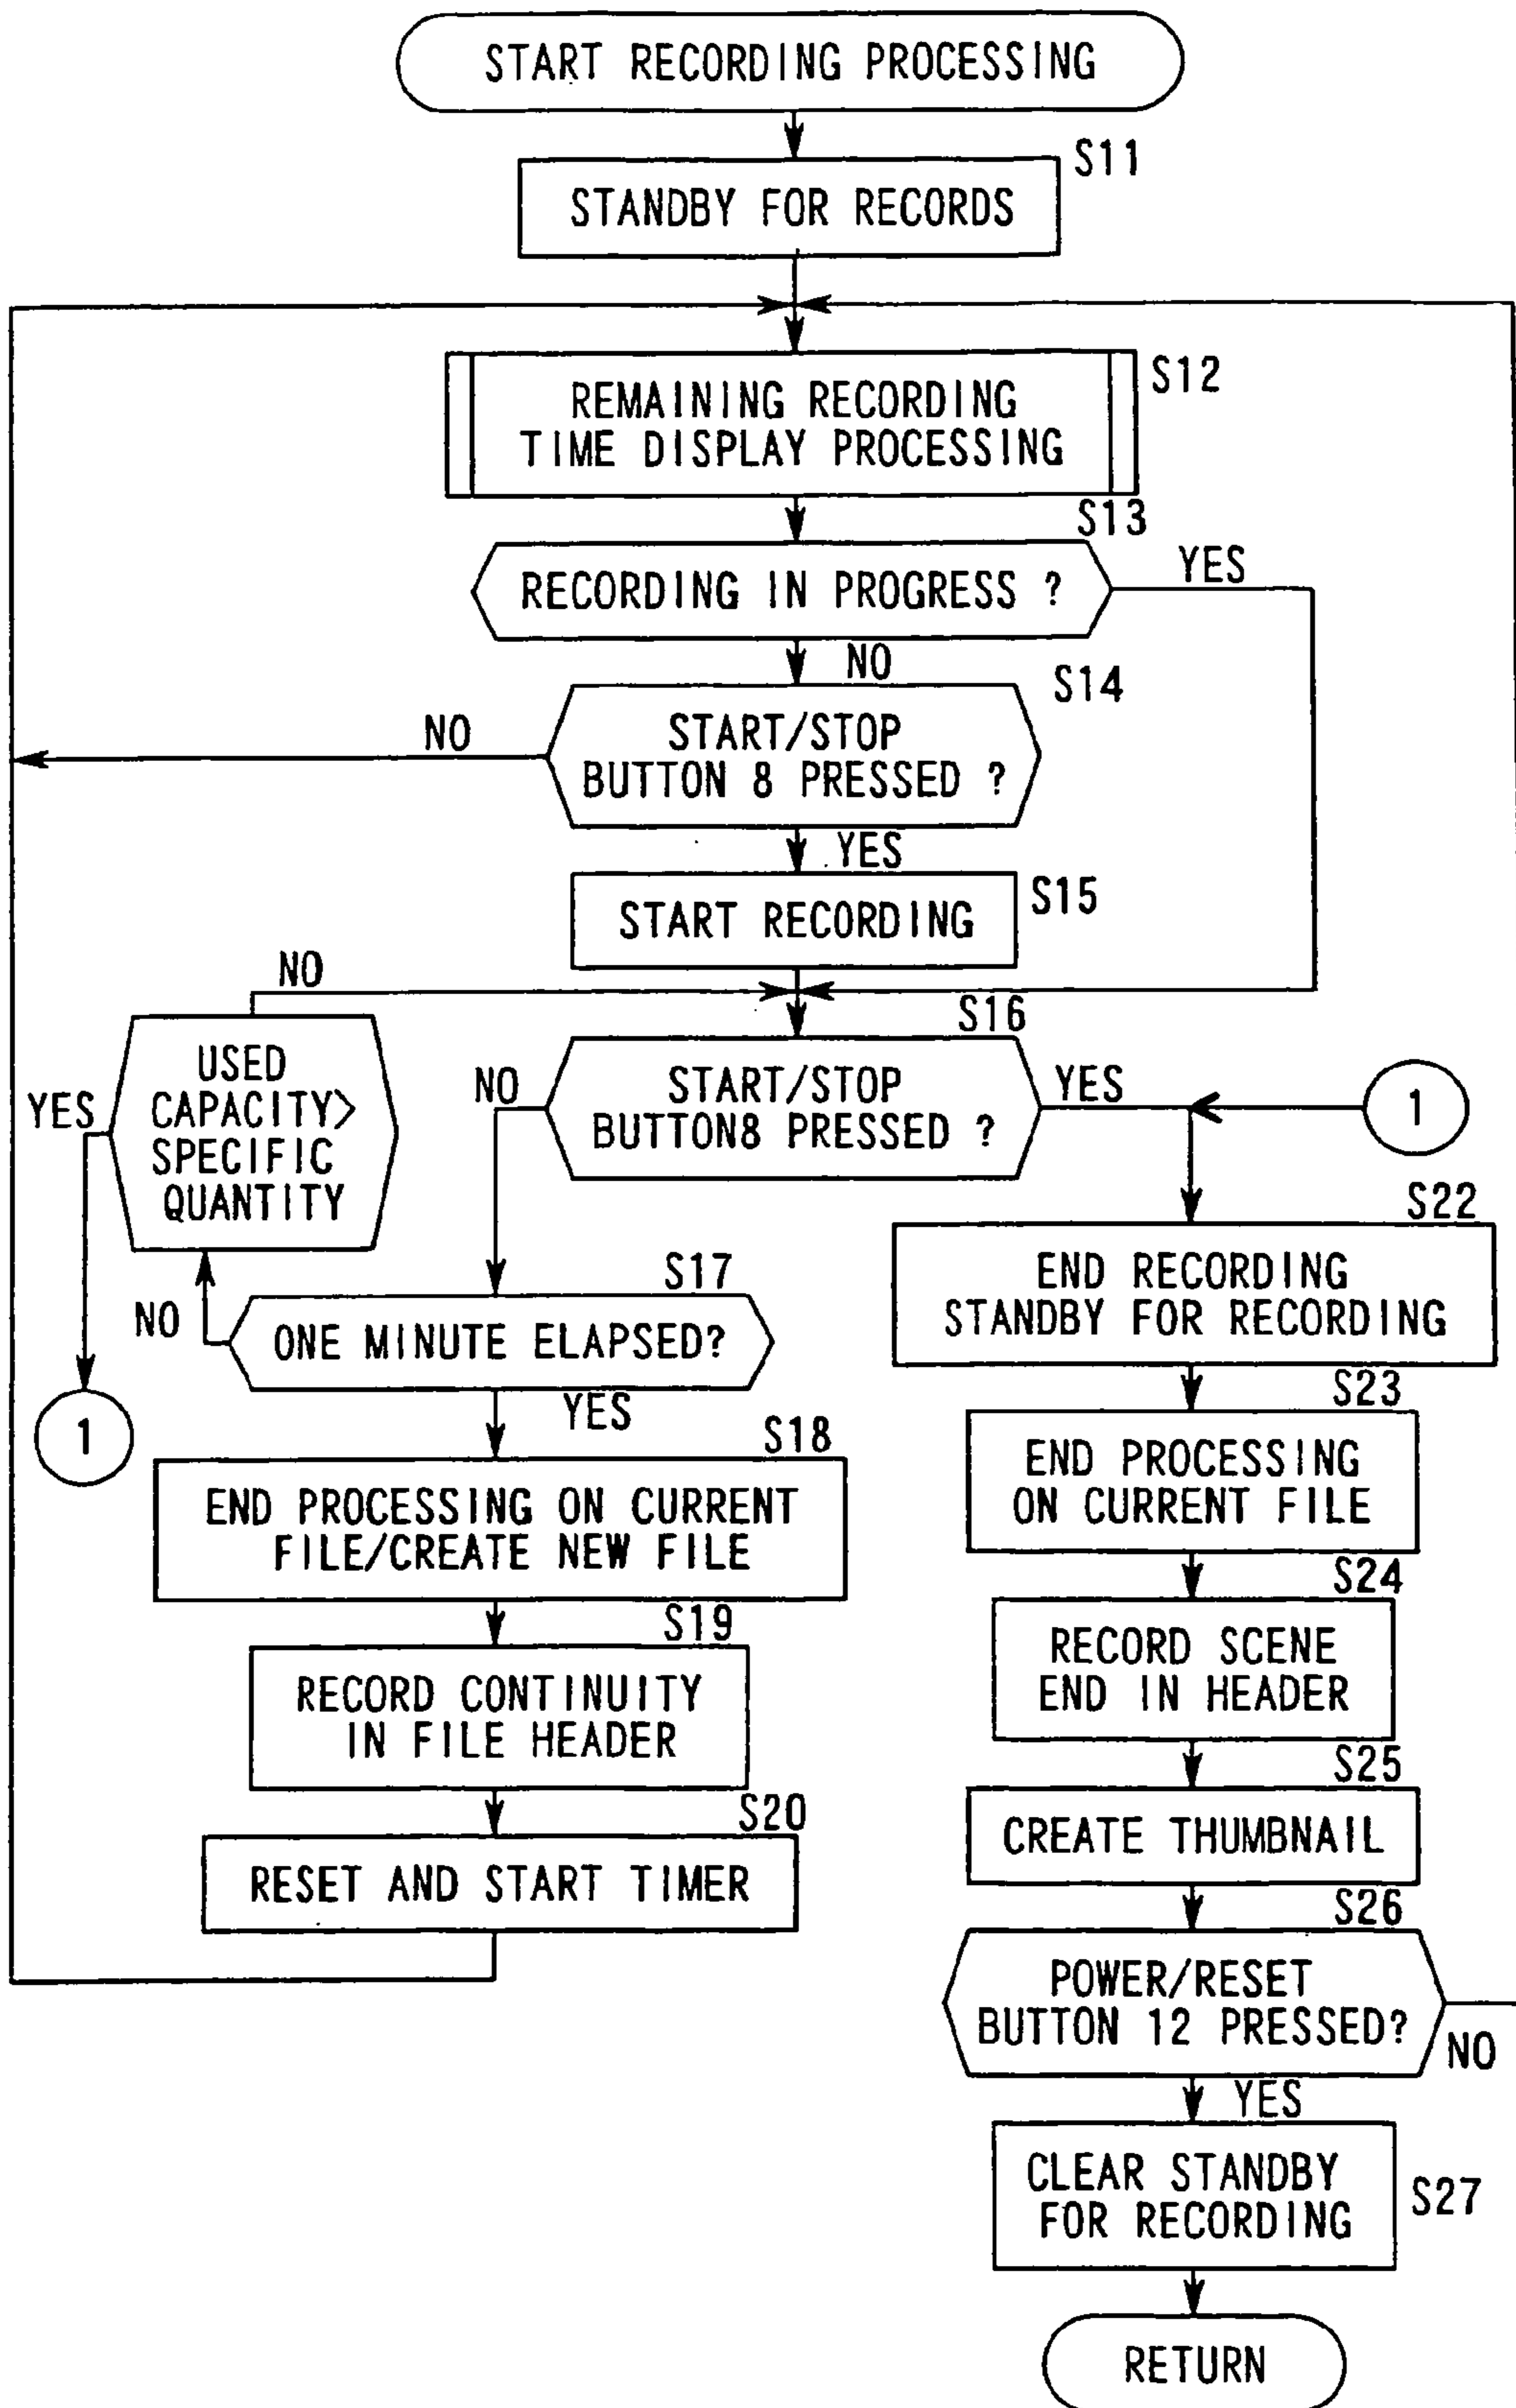 START RECORDING PROCESSING
S11
STANDBY FOR RECORDS
S12
REMAINING RECORDING
TIME DISPLAY PROCESSING
S13
RECORDING IN PROGRESS ?
YES
NO
S14
START/STOP
BUTTON 8 PRESSED ?
NO
YES
S15
START RECORDING
NO
S16
USED
CAPACITY>
SPECIFIC
QUANTITY
YES
START/STOP
BUTTON8 PRESSED ?
NO
YES
1
S22
END RECORDING
STANDBY FOR RECORDING
S17
ONE MINUTE ELAPSED?
NO
YES
1
S23
END PROCESSING
ON CURRENT FILE
S18
END PROCESSING ON CURRENT
FILE/CREATE NEW FILE
S24
RECORD SCENE
END IN HEADER
S19
RECORD CONTINUITY
IN FILE HEADER
S25
CREATE THUMBNAIL
S20
RESET AND START TIMER
S26
POWER/RESET
BUTTON 12 PRESSED?
NO
YES
CLEAR STANDBY
FOR RECORDING
S27
RETURN